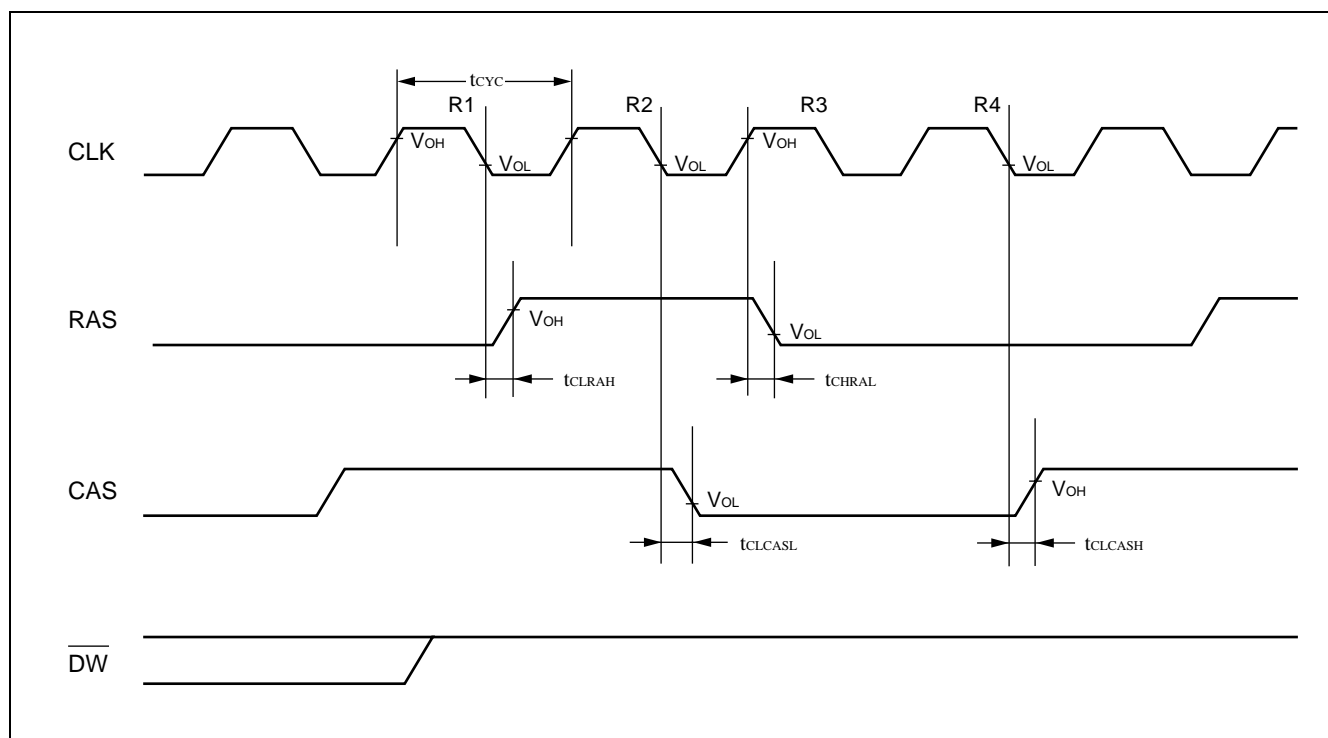 tCYC
R1 R2 R3 R4
CLK VOH VOL VOL VOH VOL
RAS VOH VOL
tCLRAH tCHRAL
CAS VOL VOH
tCLCASL tCLCASH
DW